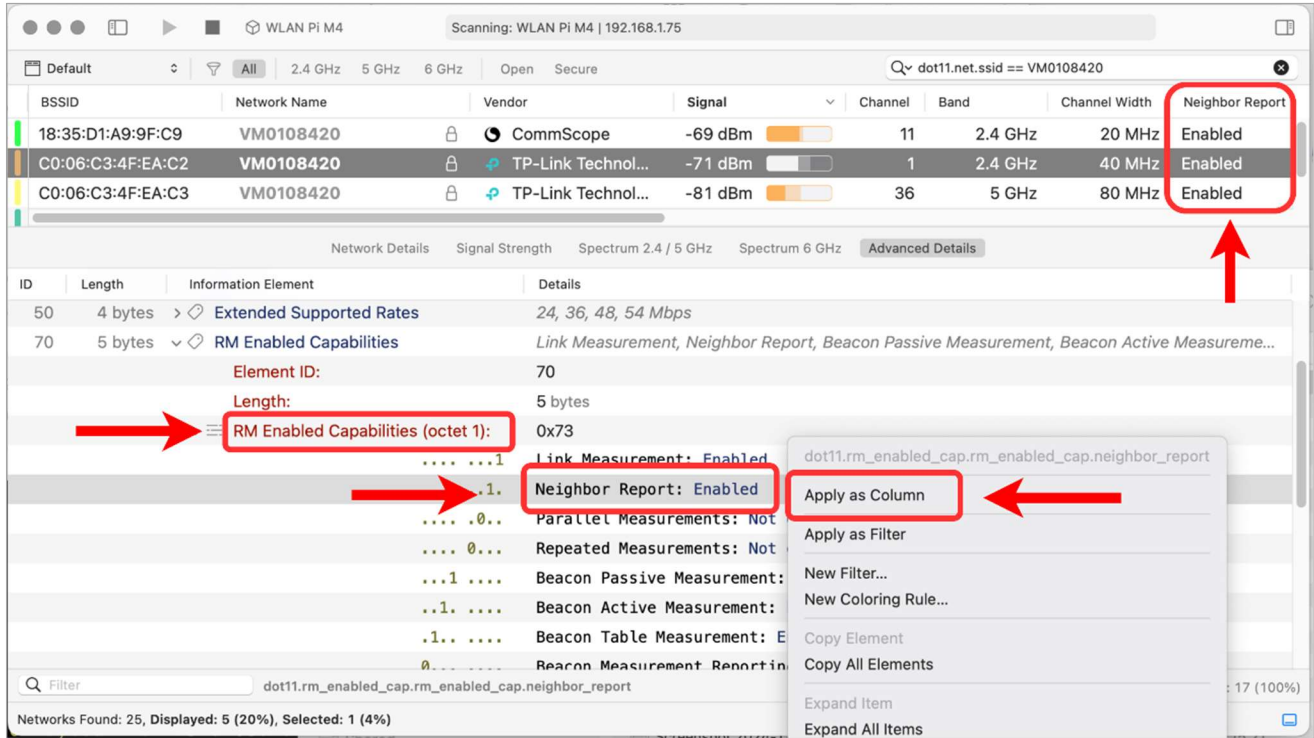 WLAN Pi M4 Scanning: WLAN Pi M4 | 192.168.1.75
Default All 2.4 GHz 5 GHz 6 GHz Open Secure dot11.net.ssid == VM0108420
BSSID Network Name Vendor Signal Channel Band Channel Width Neighbor Report
18:35:D1:A9:9F:C9 VM0108420 CommScope -69 dBm 11 2.4 GHz 20 MHz Enabled
C0:06:C3:4F:EA:C2 VM0108420 TP-Link Technol... -71 dBm 1 2.4 GHz 40 MHz Enabled
C0:06:C3:4F:EA:C3 VM0108420 TP-Link Technol... -81 dBm 36 5 GHz 80 MHz Enabled
Network Details Signal Strength Spectrum 2.4 / 5 GHz Spectrum 6 GHz Advanced Details
ID Length Information Element Details
50 4 bytes Extended Supported Rates 24, 36, 48, 54 Mbps
70 5 bytes RM Enabled Capabilities Link Measurement, Neighbor Report, Beacon Passive Measurement, Beacon Active Measureme...
Element ID: 70
Length: 5 bytes
RM Enabled Capabilities (octet 1): 0x73
.... ...1 Link Measurement: Enabled
..1. Neighbor Report: Enabled
.... .0.. Parallel Measurements: Not
.... 0... Repeated Measurements: Not
...1 .... Beacon Passive Measurement:
..1. .... Beacon Active Measurement:
.1.. .... Beacon Table Measurement: E
0... .... Beacon Measurement Reportin
dot11.rm_enabled_cap.rm_enabled_cap.neighbor_report
Apply as Column
Apply as Filter
New Filter...
New Coloring Rule...
Copy Element
Copy All Elements
Expand Item
Expand All Items
Filter dot11.rm_enabled_cap.rm_enabled_cap.neighbor_report : 17 (100%)
Networks Found: 25, Displayed: 5 (20%), Selected: 1 (4%)